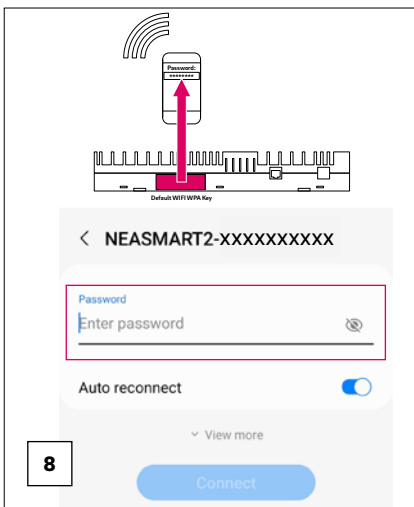 Password:
********
Default WIFI WPA Key
< NEASMART2-XXXXXXXXXX
Password
Enter password
Auto reconnect
View more
Connect
8